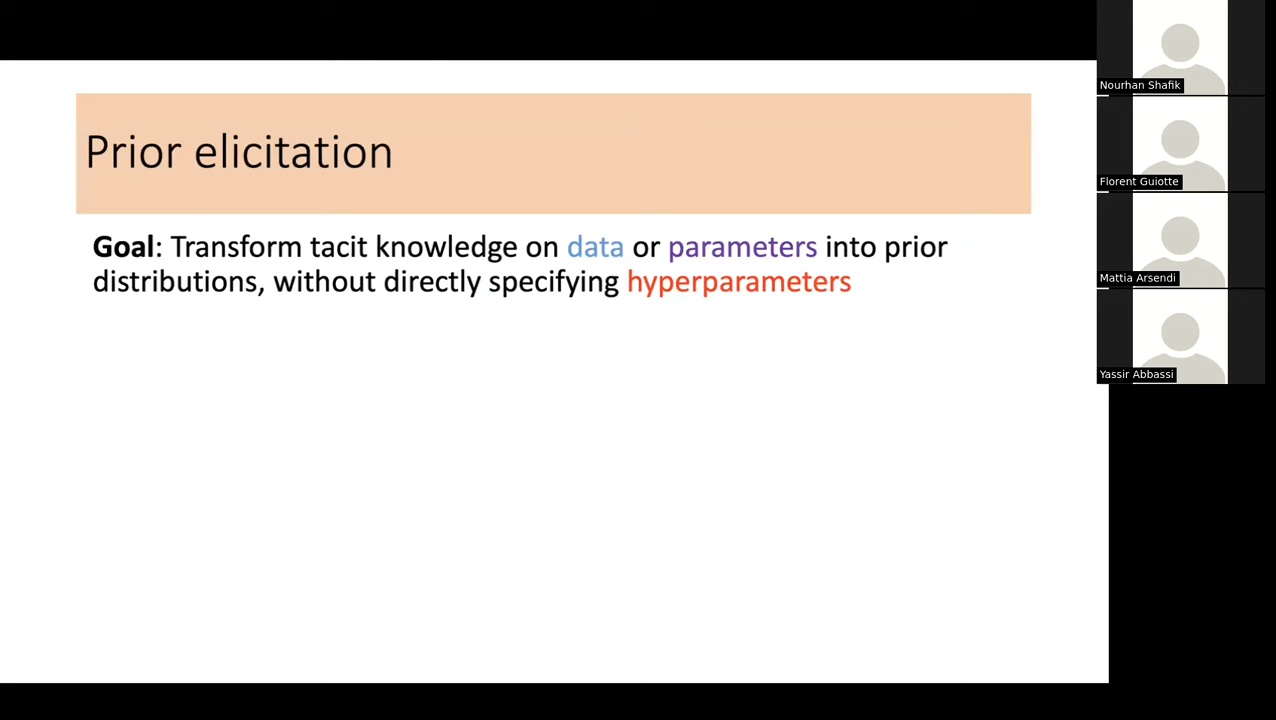 Prior elicitation
Goal: Transform tacit knowledge on data or parameters into prior
distributions, without directly specifying hyperparameters
Nourhan Shafik
Florent Guiotte
Mattia Arsendi
Yassir Abbassi